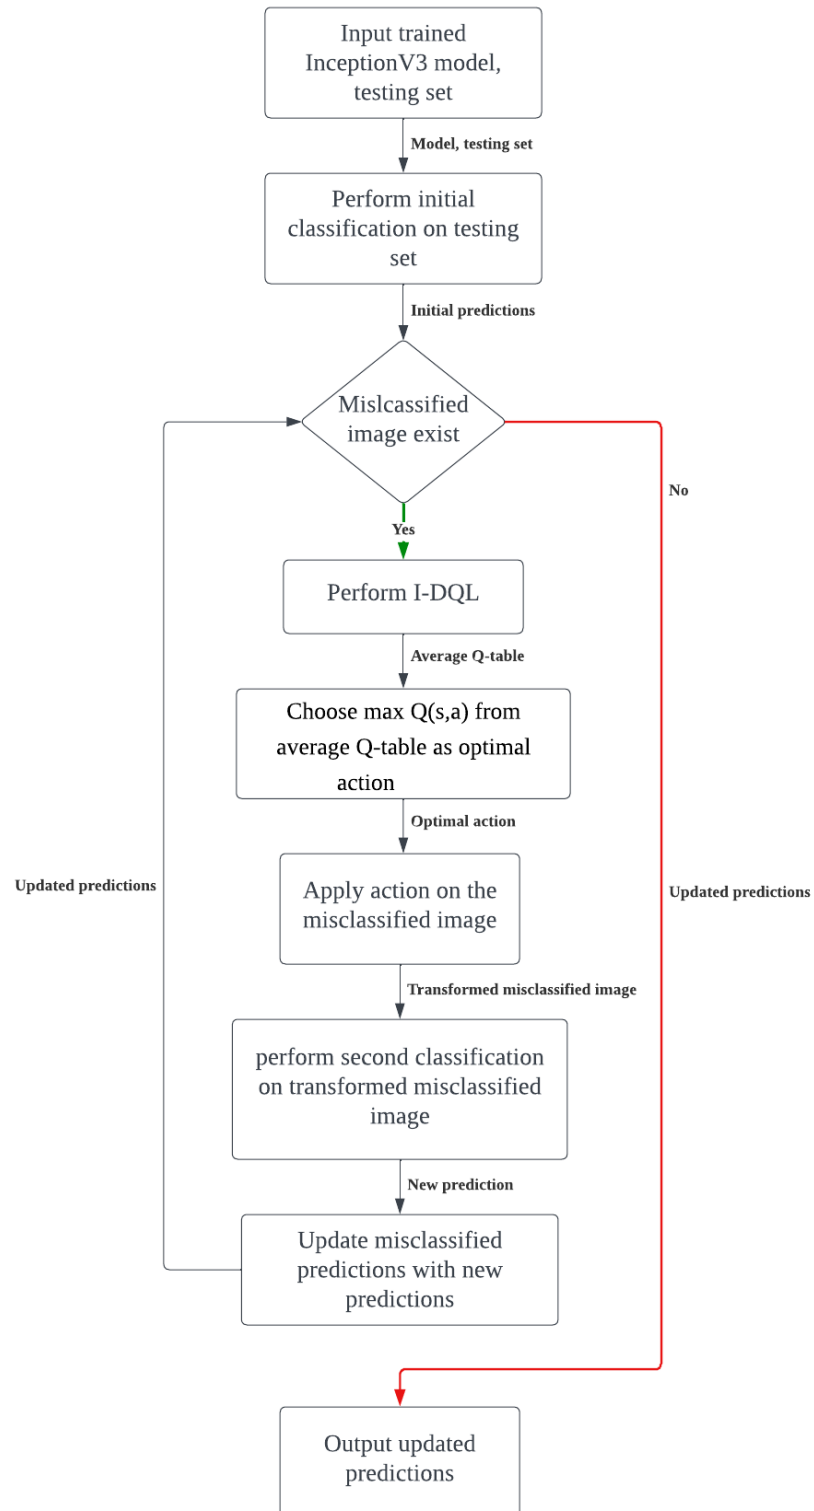 Input trained
InceptionV3 model,
testing set
Model, testing set
Perform initial
classification on testing
set
Initial predictions
Mislcassified
image exist
No
Yes
Perform I-DQL
Average Q-table
Choose max Q(s,a) from
average Q-table as optimal
action
Optimal action
Apply action on the
misclassified image
Updated predictions
Updated predictions
Transformed misclassified image
perform second classification
on transformed misclassified
image
New prediction
Update misclassified
predictions with new
predictions
Output updated
predictions